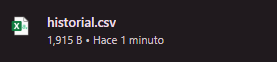 historial.csv
1,915 B • Hace 1 minuto